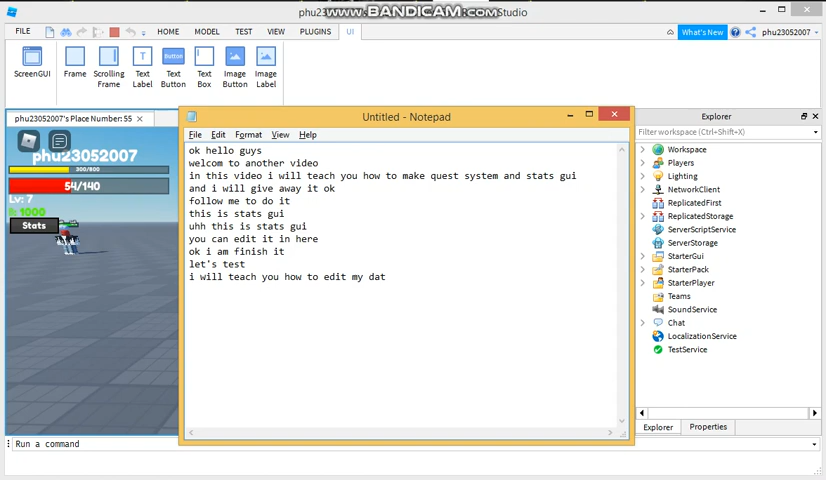 phu23
www.BANDICAM.com
Studio
FILE
HOME
MODEL
TEST
VIEW
PLUGINS
UI
What's New
phu23052007
ScreenGUI
Frame
Scrolling
Frame
Text
Label
Button
Text
Button
Text
Box
Image
Button
Image
Label
phu23052007's Place Number: 55
Untitled - Notepad
File Edit Format View Help
ok hello guys
welcom to another video
in this video i will teach you how to make quest system and stats gui
and i will give away it ok
follow me to do it
this is stats gui
uhh this is stats gui
you can edit it in here
ok i am finish it
let's test
i will teach you how to edit my dat
phu23052007
300/800
54/140
Lv: 7
1000
Stats
Explorer
Filter workspace (Ctrl+Shift+X)
Workspace
Players
Lighting
NetworkClient
ReplicatedFirst
ReplicatedStorage
ServerScriptService
ServerStorage
StarterGui
StarterPack
StarterPlayer
Teams
SoundService
Chat
LocalizationService
TestService
Explorer
Properties
Run a command